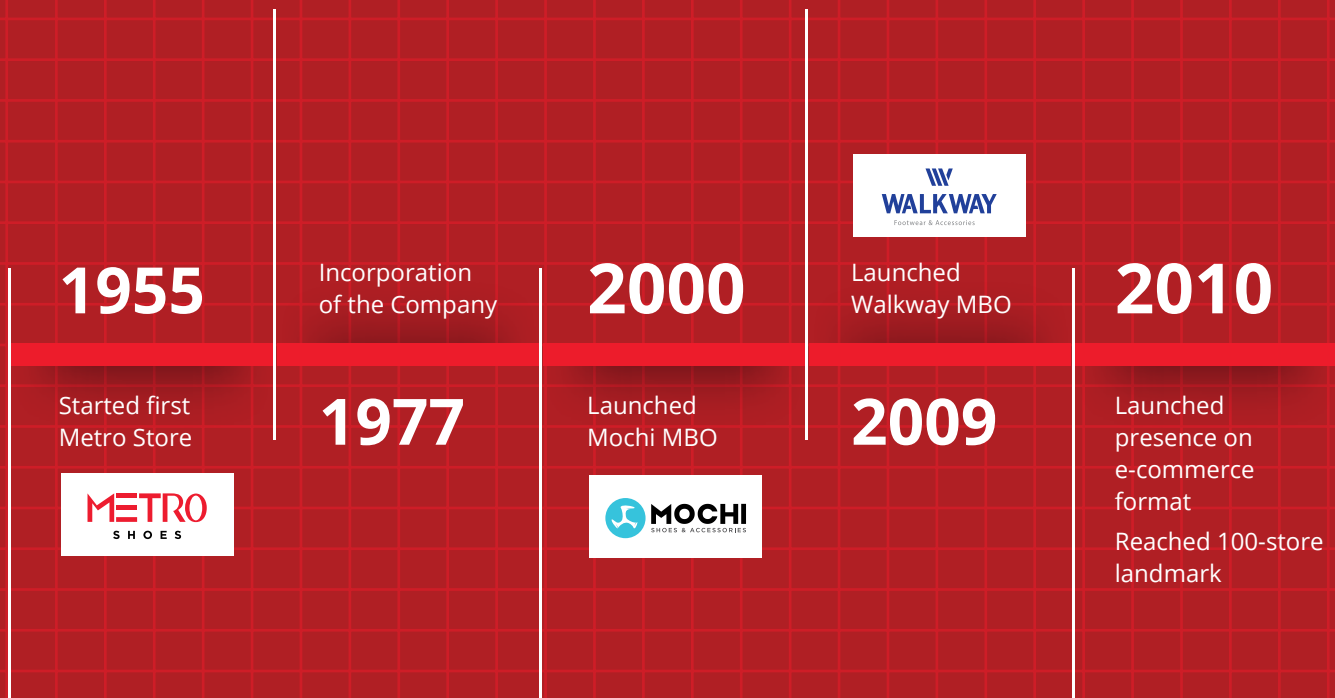 1955
Started first
Metro Store
METRO
SHOES
Incorporation
of the Company
1977
2000
Launched
Mochi MBO
MOCHI
SHOES & ACCESSORIES
WALKWAY
Footwear & Accessories
Launched
Walkway MBO
2009
2010
Launched
presence on
e-commerce
format
Reached 100-store
landmark